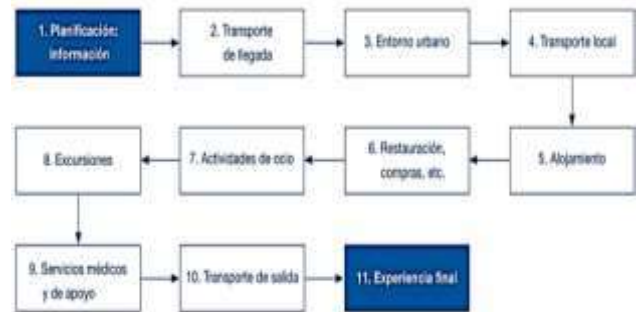 1. Planificación:
información
2. Transporte
de llegada
3. Entorno urbano
4. Transporte local
5. Alojamiento
6. Restauración,
compras, etc.
7. Actividades de ocio
8. Excursiones
9. Servicios médicos
y de apoyo
10. Transporte de salida
11. Experiencia final